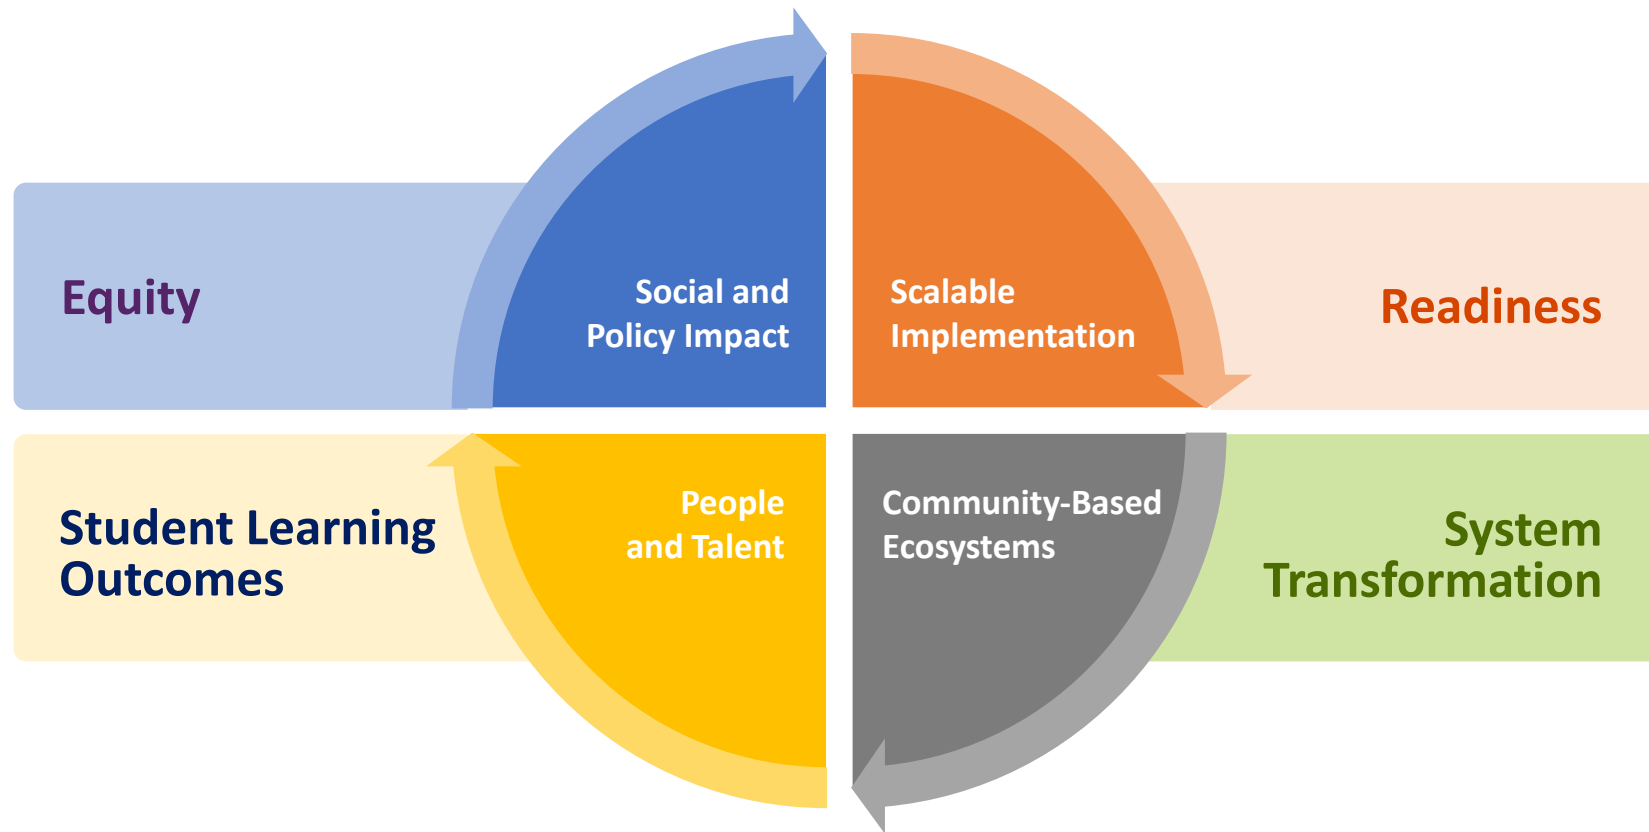 Equity
Social and
Policy Impact
Scalable
Implementation
Readiness
Student Learning
Outcomes
People
and Talent
Community-Based
Ecosystems
System
Transformation